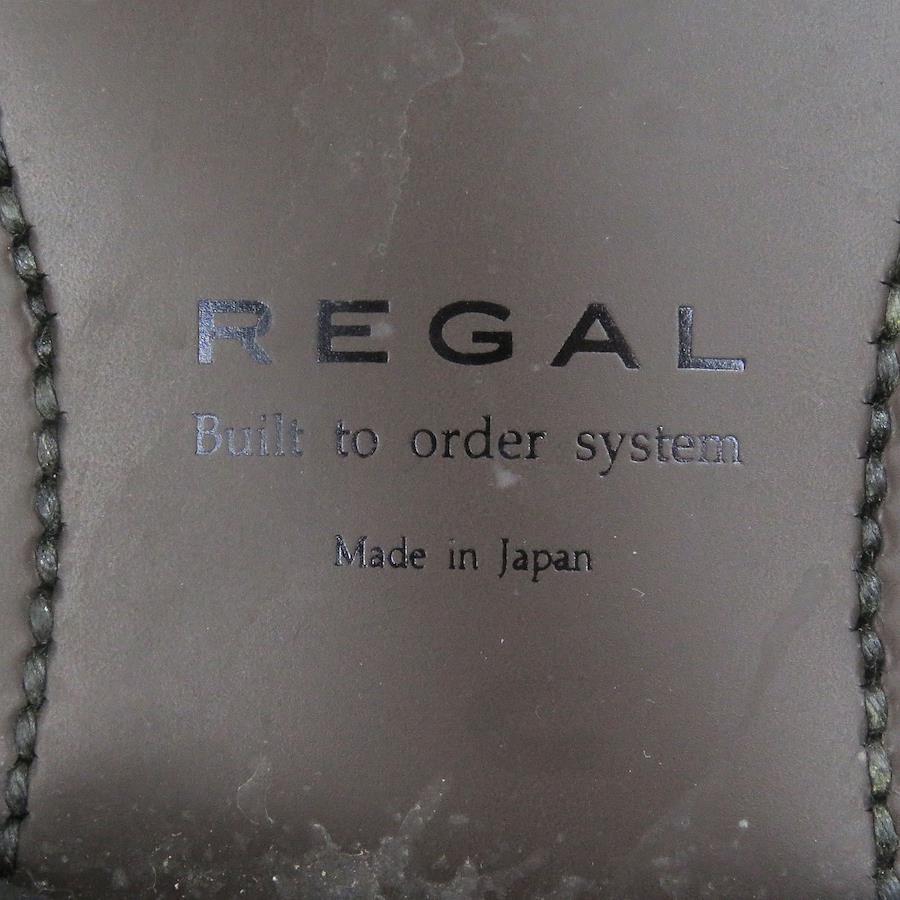 REGAL
Built to order system
Made in Japan